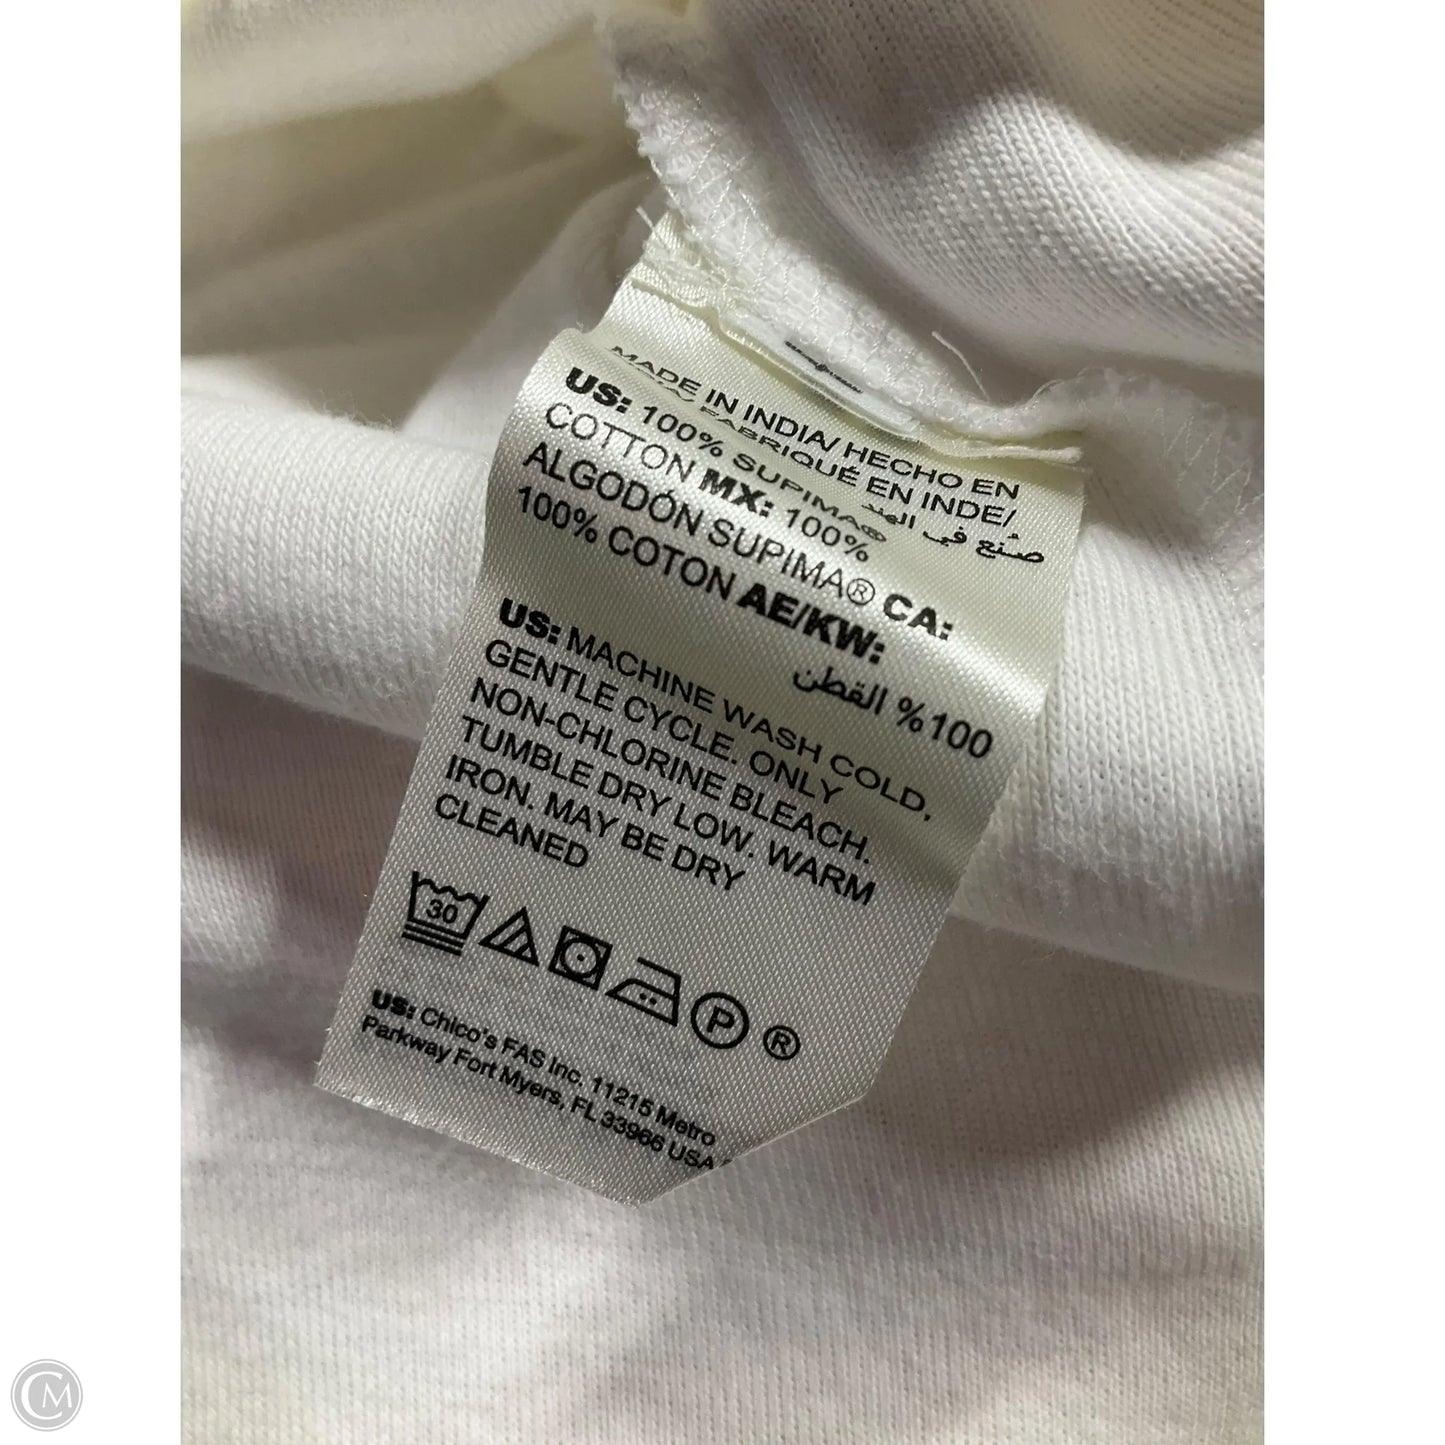 MADE IN INDIA/ HECHO EN
FABRIQUÉ EN INDE/
صُنع في الهند
US: 100% SUPIMA®
COTTON MX: 100%
ALGODÓN SUPIMA® CA:
100% COTON AE/KW:
100% القطن
US: MACHINE WASH COLD,
GENTLE CYCLE. ONLY
NON-CHLORINE BLEACH.
TUMBLE DRY LOW. WARM
IRON. MAY BE DRY
CLEANED
30
P ®
US: Chico's FAS Inc. 11215 Metro
Parkway Fort Myers, FL 33966 USA
CM